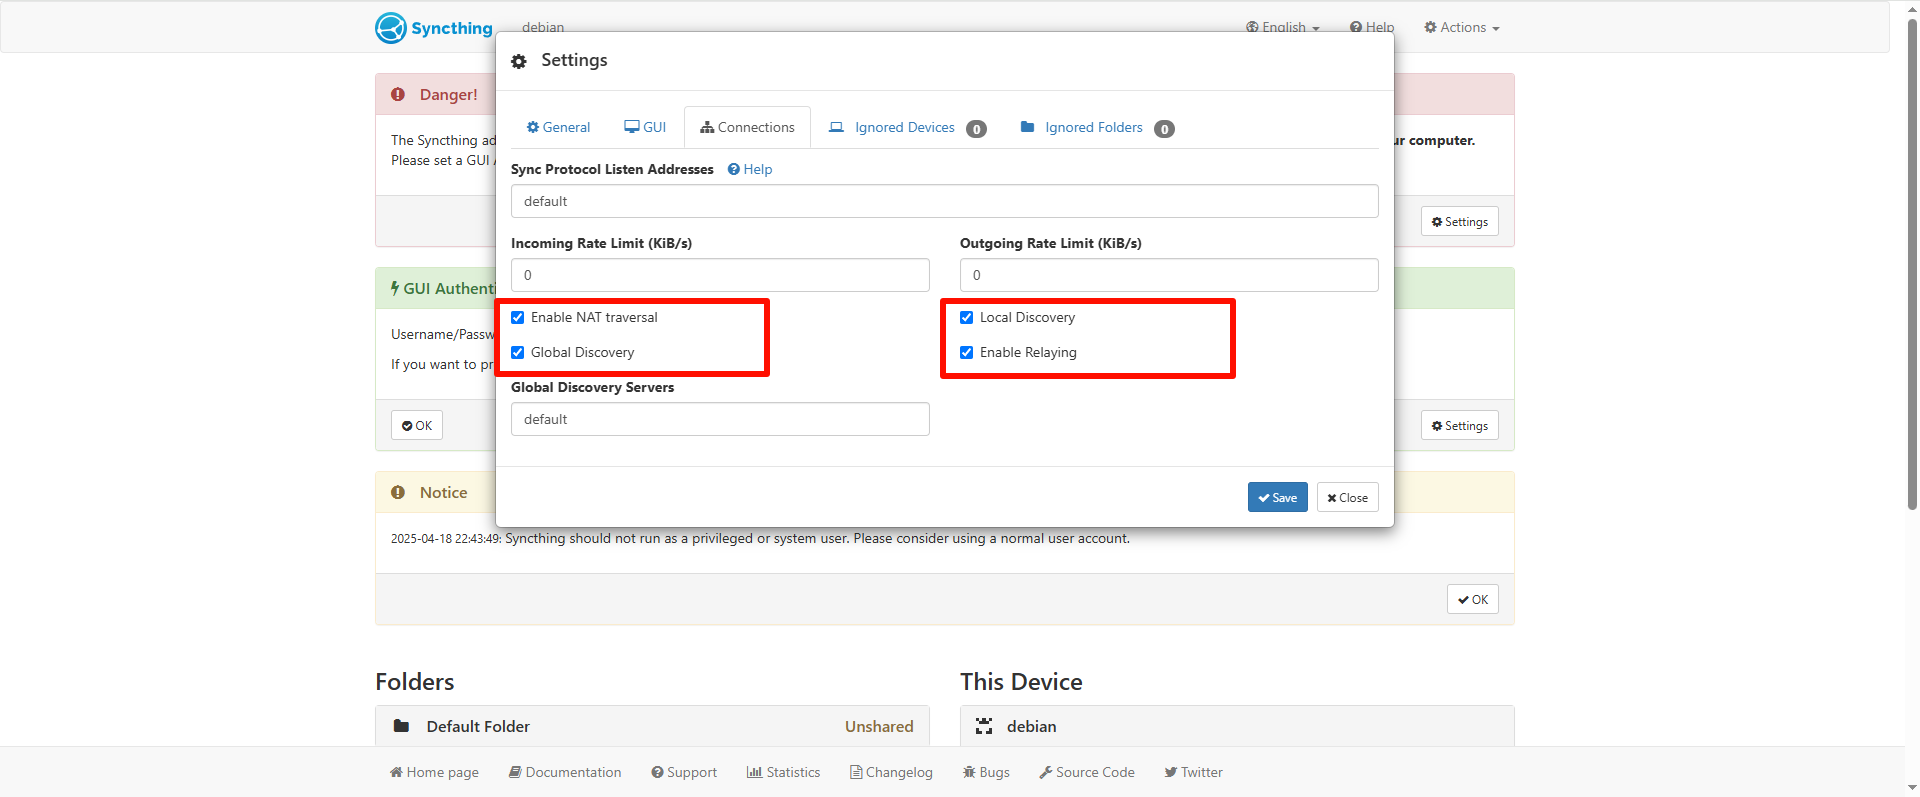 Syncthing debian English Help Actions
Settings
Danger!
General GUI Connections Ignored Devices 0 Ignored Folders 0
The Syncthing ad
ur computer.
Please set a GUI
Sync Protocol Listen Addresses Help
default
Settings
Incoming Rate Limit (KiB/s) Outgoing Rate Limit (KiB/s)
0 0
GUI Authenti
Enable NAT traversal Local Discovery
Username/Passw
Global Discovery Enable Relaying
If you want to pr
Global Discovery Servers
default
OK Settings
Notice
Save Close
2025-04-18 22:43:49: Syncthing should not run as a privileged or system user. Please consider using a normal user account.
OK
Folders This Device
Default Folder Unshared debian
Home page Documentation Support Statistics Changelog Bugs Source Code Twitter